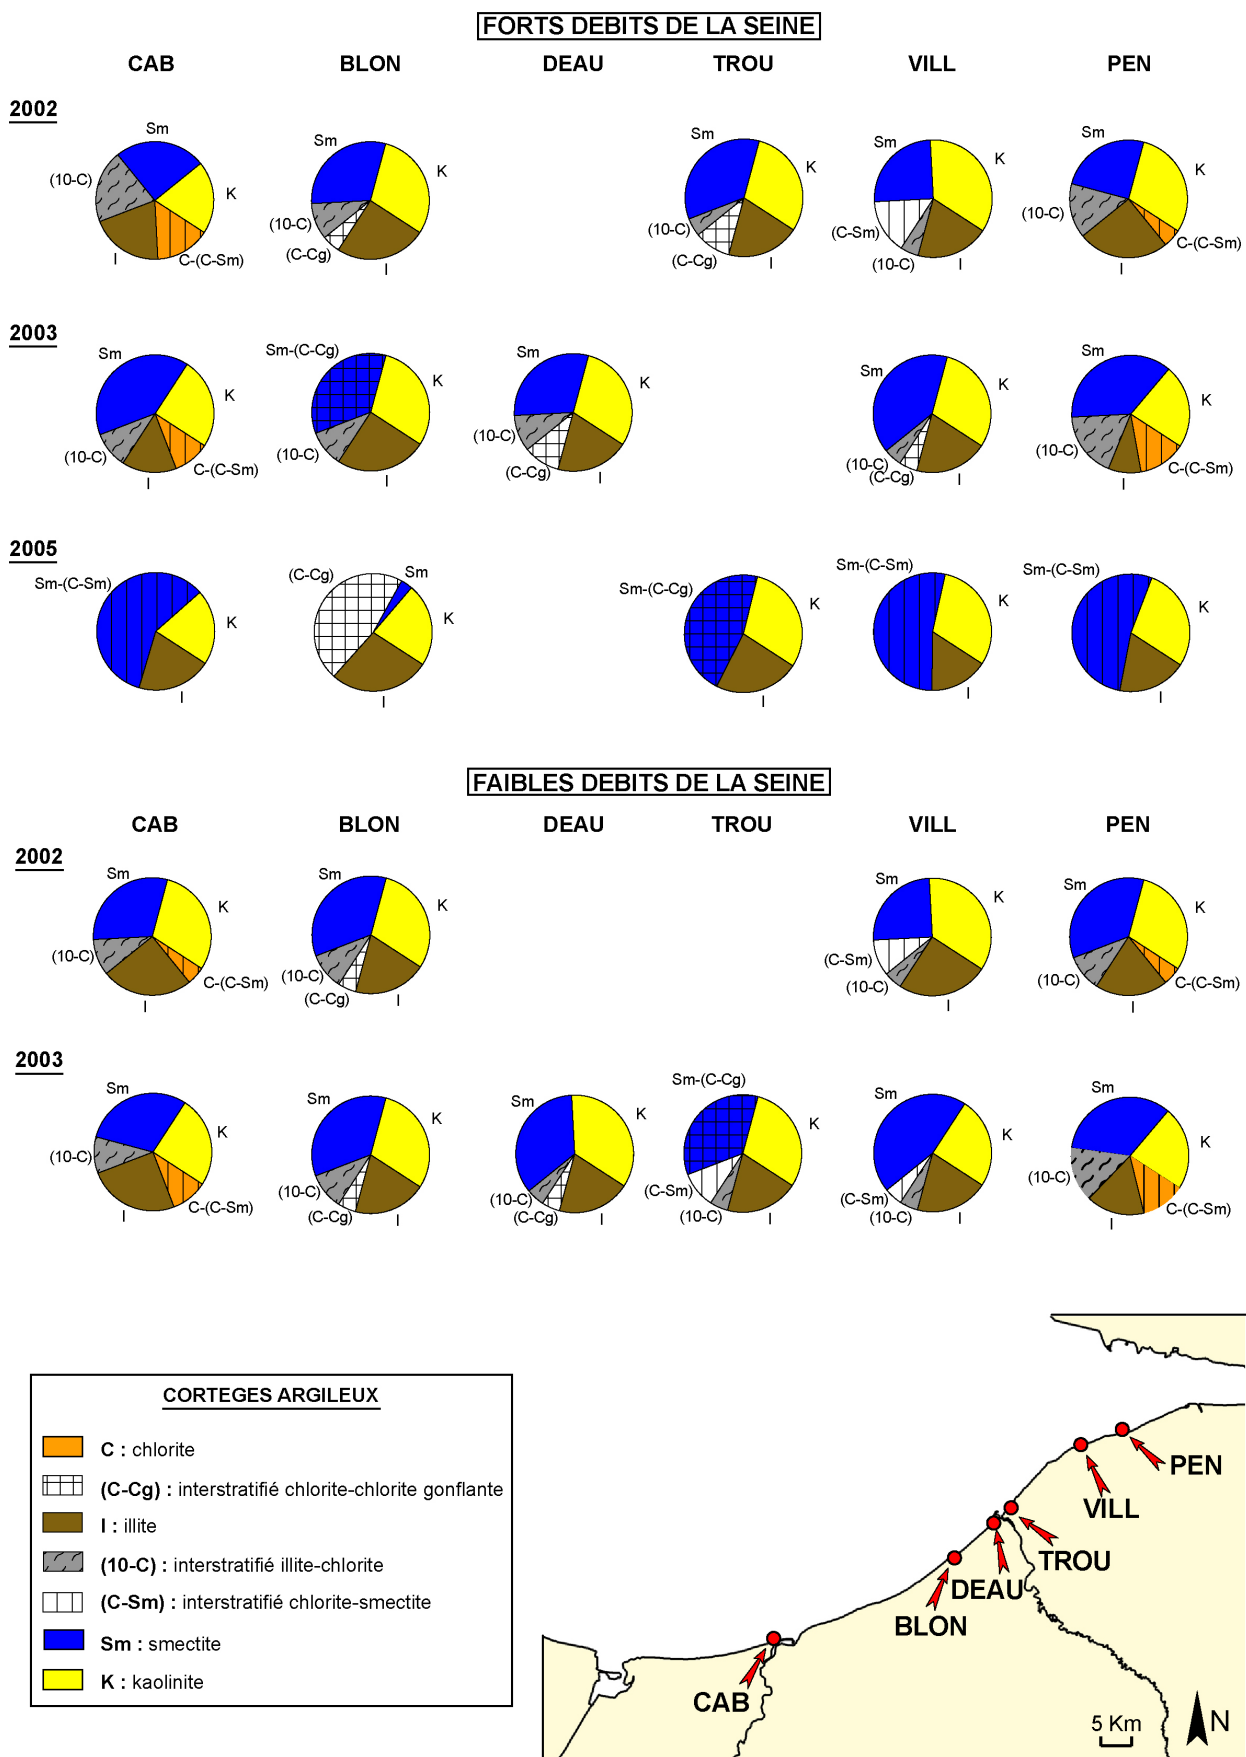 FORTS DEBITS DE LA SEINE
CAB BLON DEAU TROU VILL PEN
2002
Sm K C-(C-Sm) I (10-C)
Sm K I (C-Cg) (10-C)
Sm K I (C-Cg) (10-C)
Sm K I (10-C) (C-Sm)
Sm K C-(C-Sm) I (10-C)
2003
Sm K C-(C-Sm) I (10-C)
Sm-(C-Cg) K I (10-C)
Sm K I (C-Cg) (10-C)
Sm K I (C-Cg) (10-C)
Sm K C-(C-Sm) I (10-C)
2005
Sm-(C-Sm) K I
(C-Cg) Sm K I
Sm-(C-Cg) K I
Sm-(C-Sm) K I
Sm-(C-Sm) K I
FAIBLES DEBITS DE LA SEINE
CAB BLON DEAU TROU VILL PEN
2002
Sm K C-(C-Sm) I (10-C)
Sm K I (C-Cg) (10-C)
Sm K I (10-C) (C-Sm)
Sm K C-(C-Sm) I (10-C)
2003
Sm K C-(C-Sm) I (10-C)
Sm K I (C-Cg) (10-C)
Sm K I (C-Cg) (10-C)
Sm-(C-Cg) K I (10-C) (C-Sm)
Sm K I (10-C) (C-Sm)
Sm K C-(C-Sm) I (10-C)
CORTEGES ARGILEUX
C : chlorite
(C-Cg) : interstratifié chlorite-chlorite gonflante
I : illite
(10-C) : interstratifié illite-chlorite
(C-Sm) : interstratifié chlorite-smectite
Sm : smectite
K : kaolinite
PEN
VILL
TROU
DEAU
BLON
CAB
5 Km
N